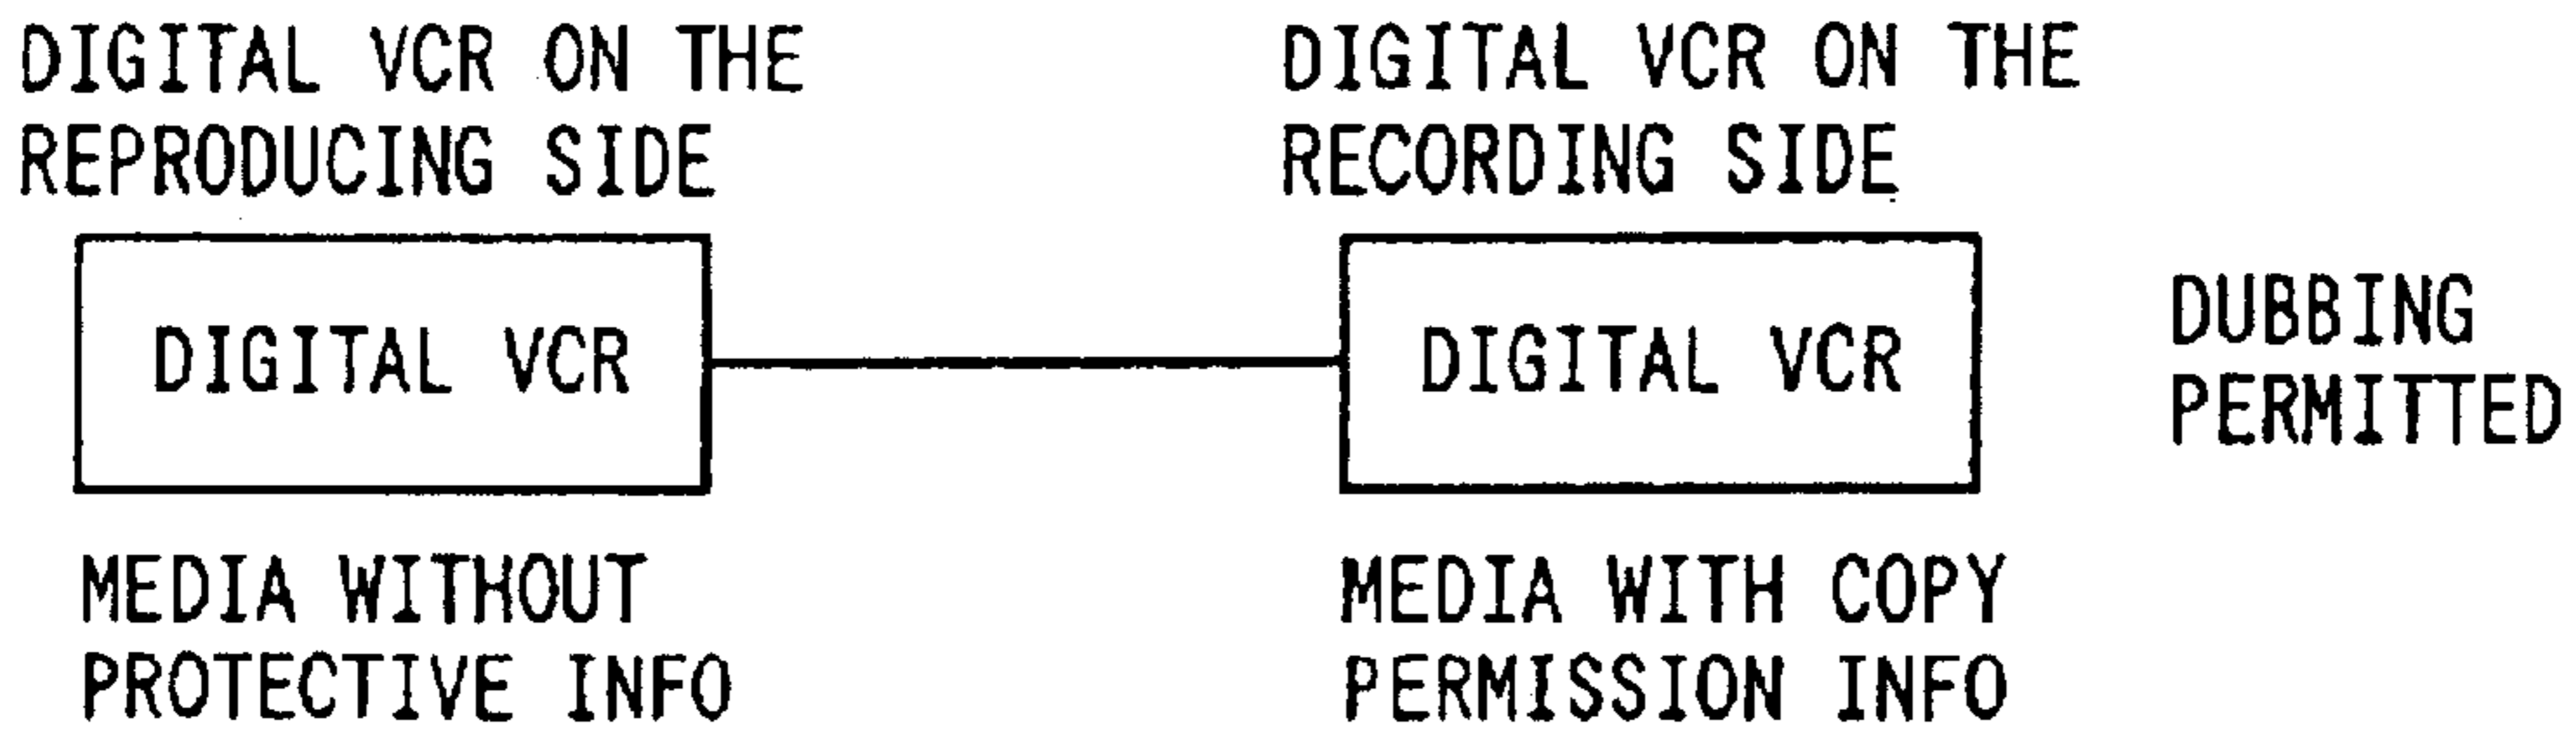 DIGITAL VCR ON THE
REPRODUCING SIDE
DIGITAL VCR ON THE
RECORDING SIDE
DIGITAL VCR
DIGITAL VCR
DUBBING
PERMITTED
MEDIA WITHOUT
PROTECTIVE INFO
MEDIA WITH COPY
PERMISSION INFO